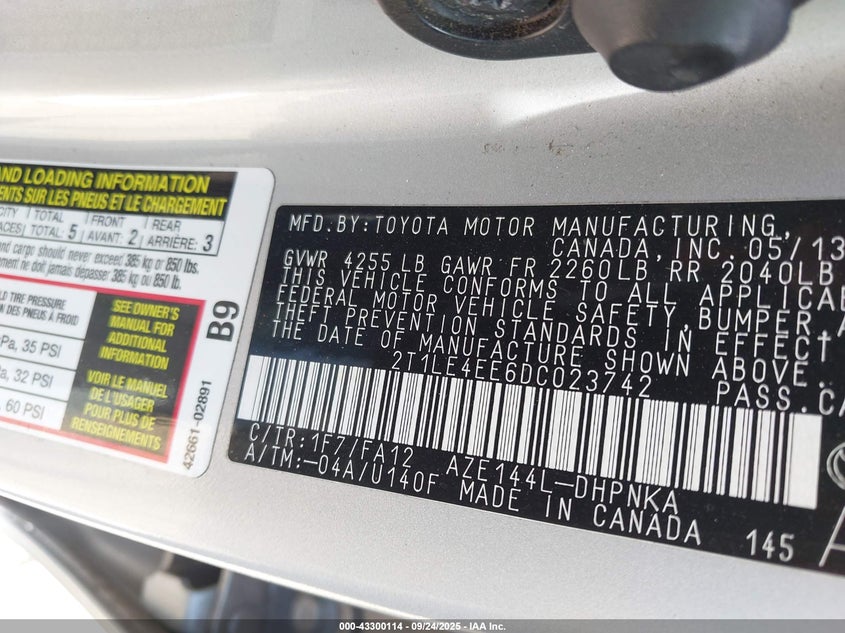 AND LOADING INFORMATION
ENTS SUR LES PNEUS ET LE CHARGEMENT
CITY TOTAL FRONT REAR
ACES TOTAL: 5 AVANT: 2 ARRIÈRE: 3
and cargo should never exceed 385 kg or 850 lbs.
ement ne doit jamais dépasser 385 kg ou 850 lb.
LD TIRE PRESSURE
N DES PNEUS À FROID
Pa, 35 PSI
a, 32 PSI
, 60 PSI
SEE OWNER'S
MANUAL FOR
ADDITIONAL
INFORMATION
VOIR LE MANUEL
DE L'USAGER
POUR PLUS DE
RENSEIGNEMENTS
B9
42661-02891
MFD.BY:TOYOTA MOTOR MANUFACTURING,
CANADA,INC.05/13
GVWR 4255 LB GAWR FR 2260LB RR 2040LB
THIS VEHICLE CONFORMS TO ALL APPLICAB
FEDERAL MOTOR VEHICLE SAFETY,BUMPER,A
THEFT PREVENTION STANDARDS IN EFFECT
THE DATE OF MANUFACTURE SHOWN ABOVE.
2T1LE4EE6DC023742 PASS.CA
C/TR:1F7/FA12 AZE144L-DHPNKA
A/TM:-04A/U140F MADE IN CANADA 145
000-43300114 - 09/24/2025 - IAA Inc.